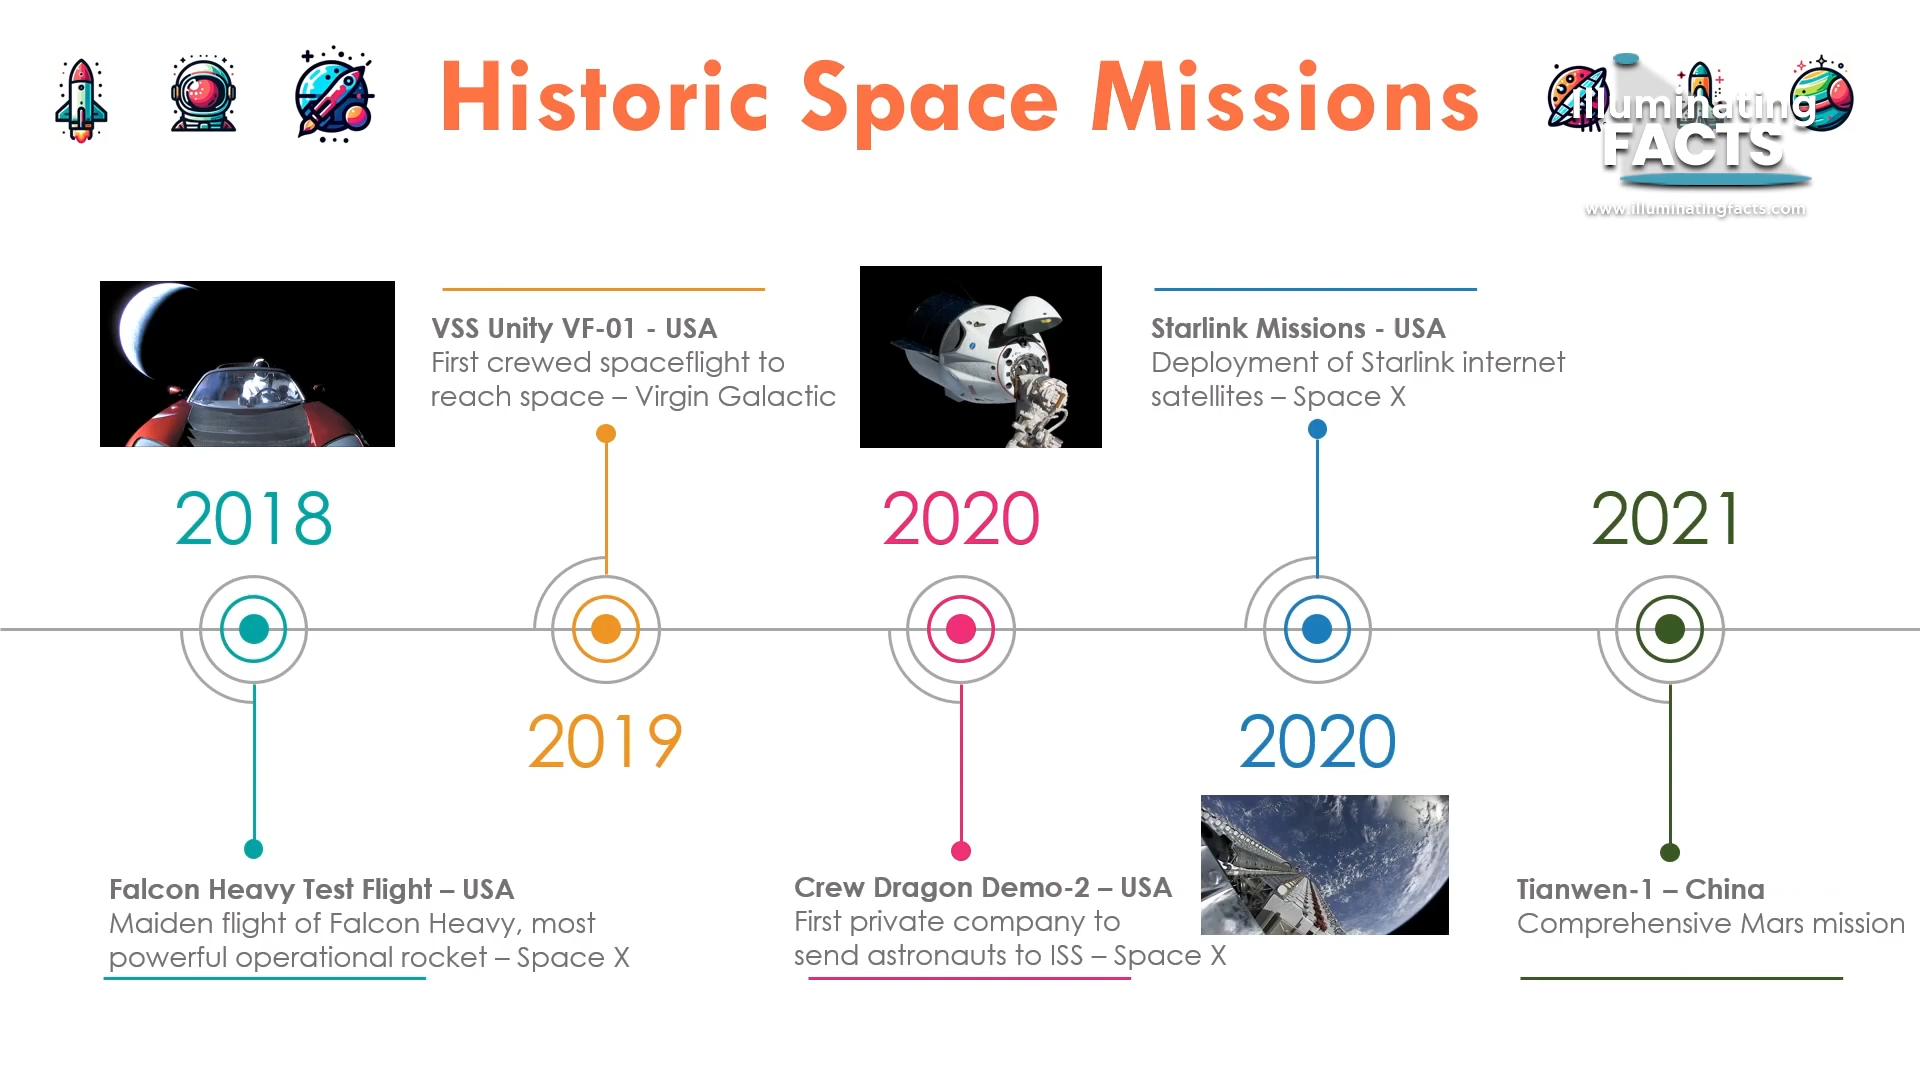 Historic Space Missions
Illuminating
FACTS
www.illuminatingfacts.com
VSS Unity VF-01 - USA
First crewed spaceflight to
reach space – Virgin Galactic
Starlink Missions - USA
Deployment of Starlink internet
satellites – Space X
2018
2020
2021
2019
2020
Falcon Heavy Test Flight – USA
Maiden flight of Falcon Heavy, most
powerful operational rocket – Space X
Crew Dragon Demo-2 – USA
First private company to
send astronauts to ISS – Space X
Tianwen-1 – China
Comprehensive Mars mission